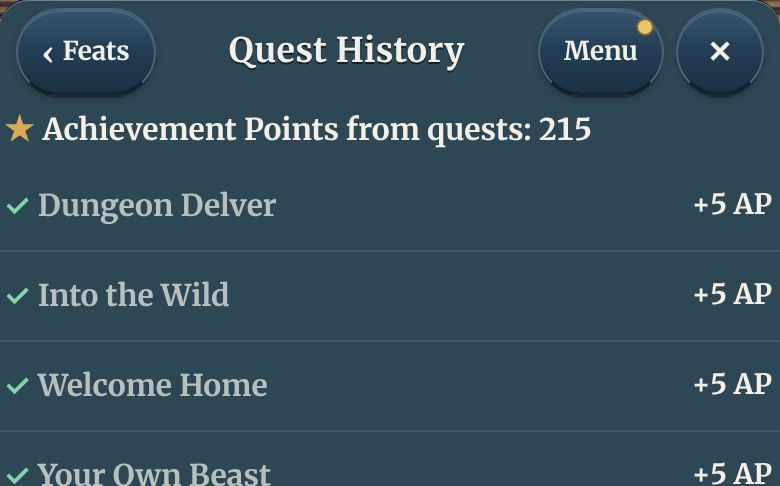 ‹ Feats
Quest History
Menu
×
★ Achievement Points from quests: 215
✓ Dungeon Delver +5 AP
✓ Into the Wild +5 AP
✓ Welcome Home +5 AP
✓ Your Own Beast +5 AP